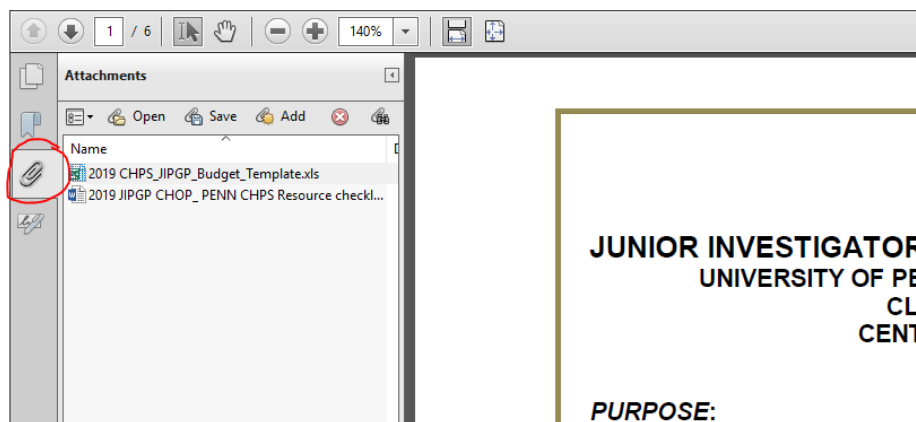 1 / 6 140%
Attachments
Open Save Add
Name
2019 CHPS_JIPGP_Budget_Template.xls
2019 JIPGP CHOP_ PENN CHPS Resource checkl...
JUNIOR INVESTIGATOR
UNIVERSITY OF PE
CL
CENT
PURPOSE: